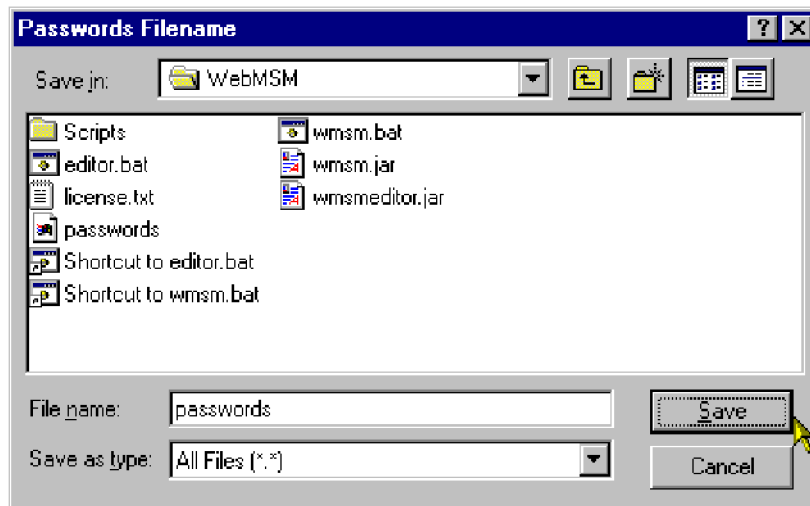 Passwords Filename
Save in: WebMSM
Scripts
editor.bat
license.txt
passwords
Shortcut to editor.bat
Shortcut to wmsm.bat
wmsm.bat
wmsm.jar
wmsmeditor.jar
File name: passwords
Save
Save as type: All Files (*.*)
Cancel